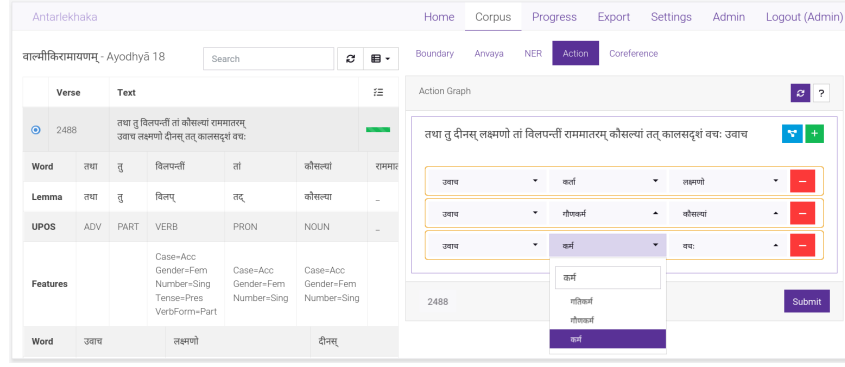 Antarlekhaka
Home Corpus Progress Export Settings Admin Logout (Admin)
वाल्मीकिरामायणम् - Ayodhyā 18
Search
Verse Text
2488
तथा तु विलपन्तीं तां कौसल्यां राममातरम्
उवाच लक्ष्मणो दीनस् तत् कालसदृशं वचः
Word तथा तु विलपन्तीं तां कौसल्यां राममात
Lemma तथा तु विलप् तद् कौसल्या _
UPOS ADV PART VERB PRON NOUN _
Features
Case=Acc
Gender=Fem
Number=Sing
Tense=Pres
VerbForm=Part
Case=Acc
Gender=Fem
Number=Sing
Case=Acc
Gender=Fem
Number=Sing
Word उवाच लक्ष्मणो दीनस्
Boundary Anvaya NER Action Coreference
Action Graph
?
तथा तु दीनस् लक्ष्मणो तां विलपन्तीं राममातरम् कौसल्यां तत् कालसदृशं वचः उवाच
उवाच कर्ता लक्ष्मणो
उवाच गौणकर्म कौसल्यां
उवाच कर्म वचः
कर्म
गतिकर्म
गौणकर्म
कर्म
2488
Submit